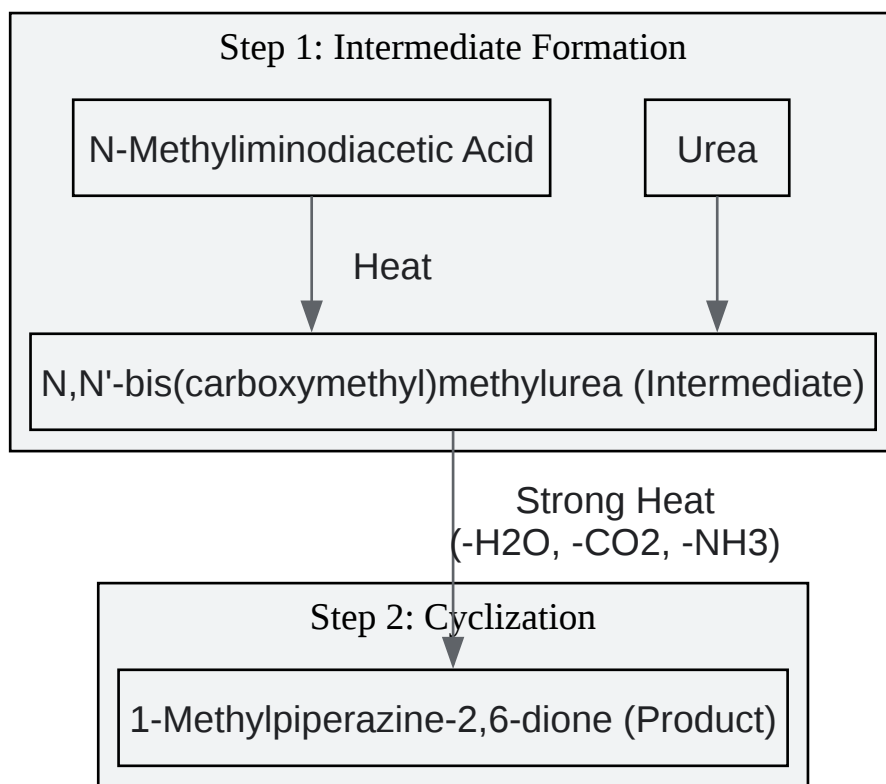 Step 1: Intermediate Formation
N-Methyliminodiacetic Acid
Urea
Heat
N,N'-bis(carboxymethyl)methylurea (Intermediate)
Strong Heat
(-H2O, -CO2, -NH3)
Step 2: Cyclization
1-Methylpiperazine-2,6-dione (Product)